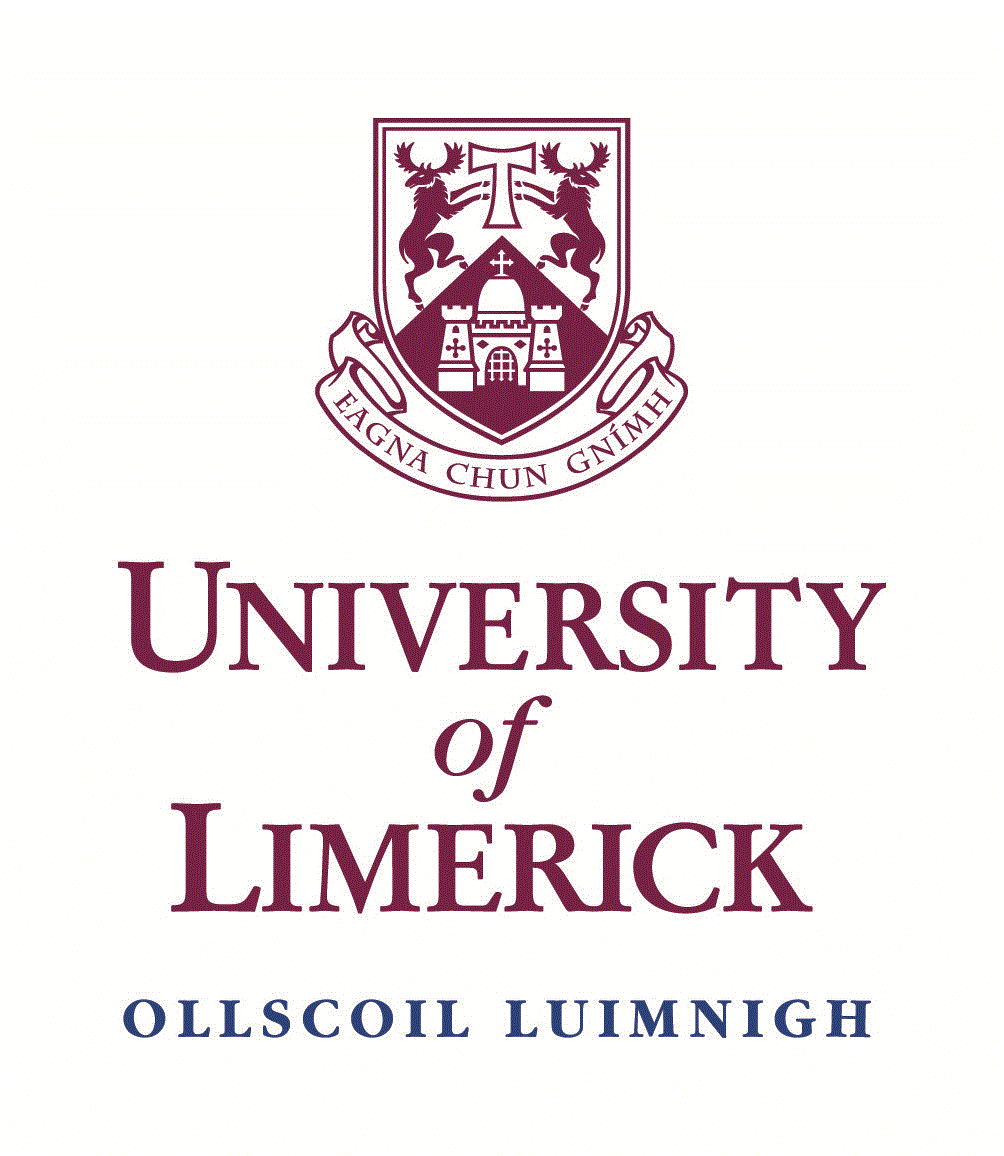 EAGNA CHUN GNÍMH
UNIVERSITY
of
LIMERICK
OLLSCOIL LUIMNIGH